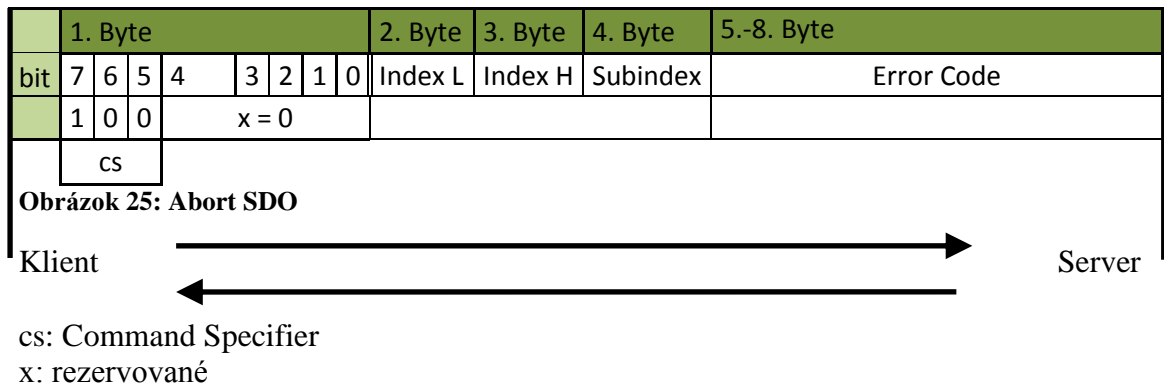 1. Byte 2. Byte 3. Byte 4. Byte 5.-8. Byte
bit 7 6 5 4 3 2 1 0 Index L Index H Subindex Error Code
1 0 0 x = 0
cs
Obrázok 25: Abort SDO
Klient Server
cs: Command Specifier
x: rezervované